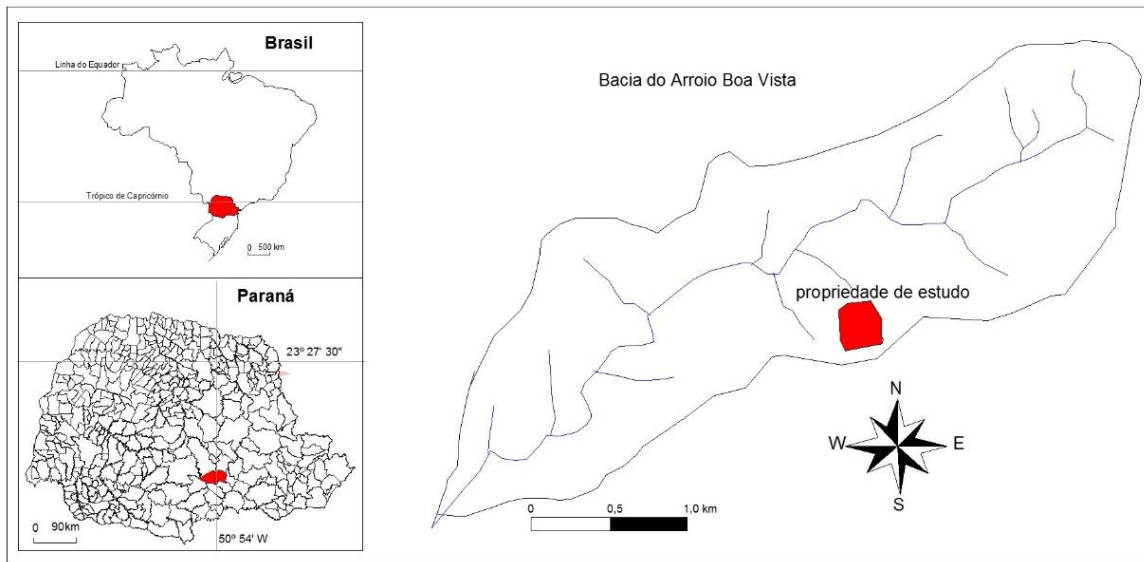 Brasil
Linha do Equador
Trópico de Capricórnio
0 500 km
Paraná
23º 27' 30"
0 90km
50º 54' W
Bacia do Arroio Boa Vista
propriedade de estudo
N
W E
S
0 0,5 1,0 km